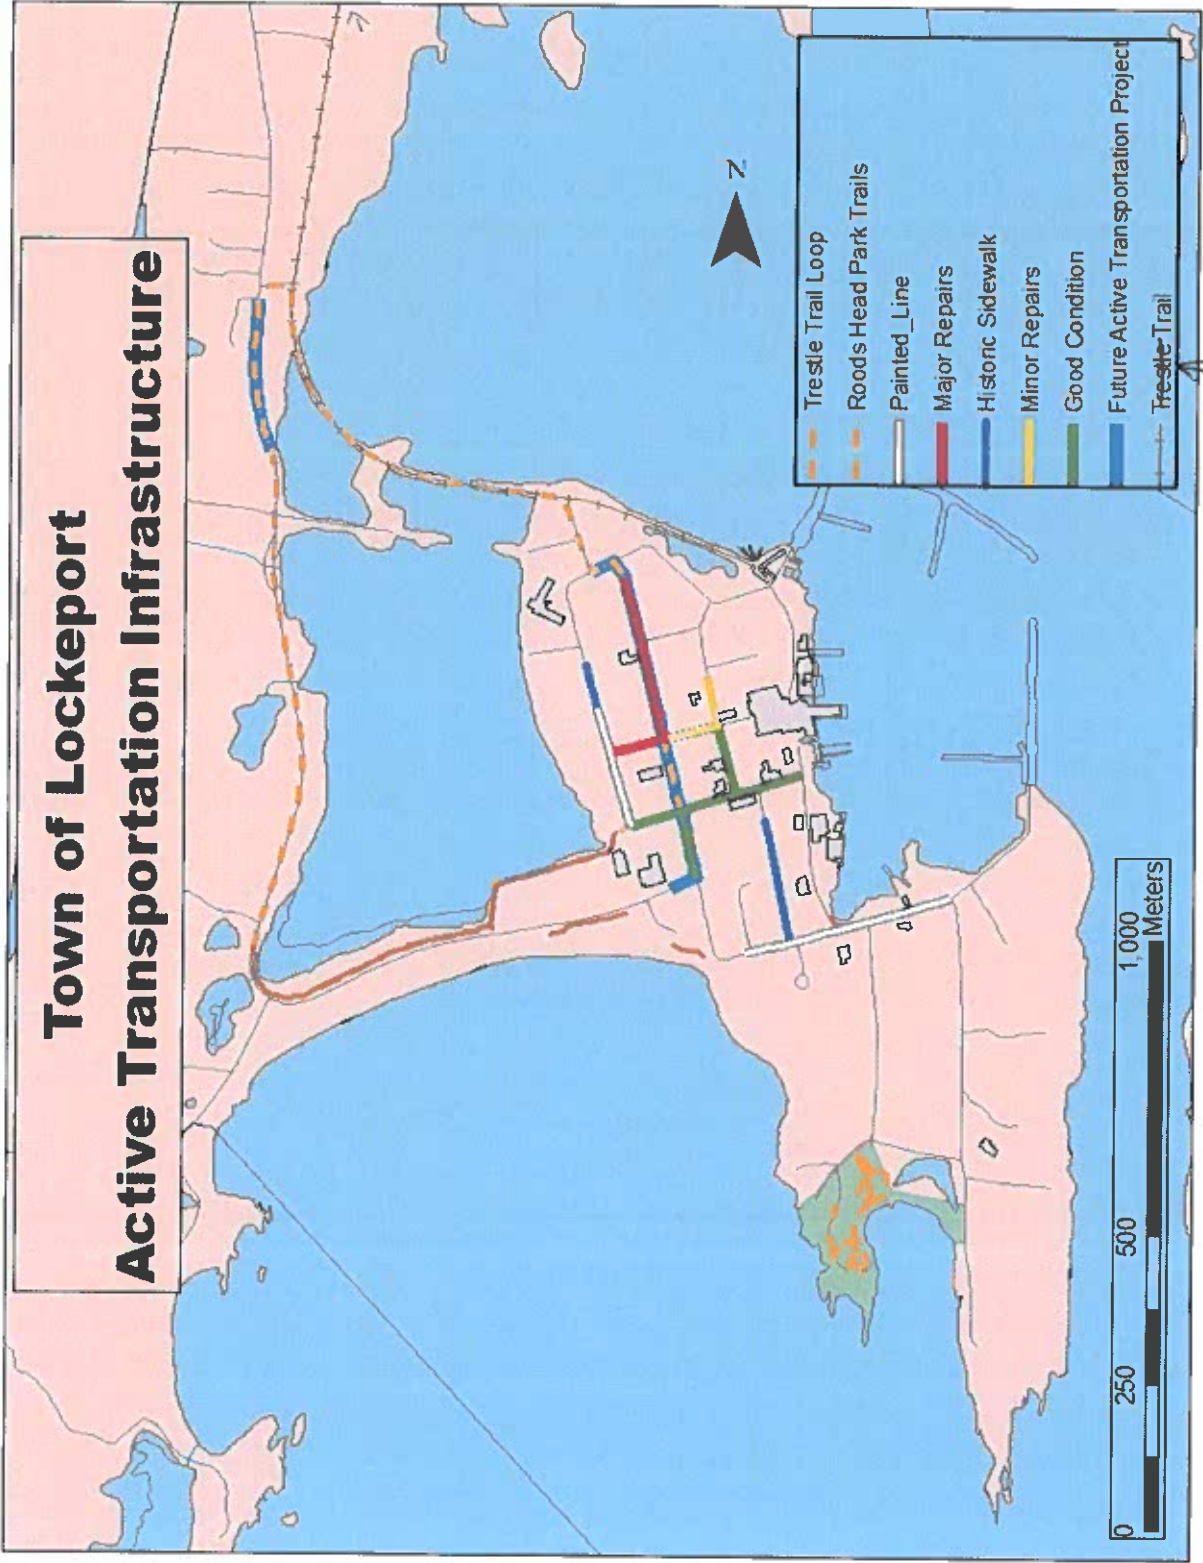 Town of Lockeport
Active Transportation Infrastructure
N
Trestle Trail Loop
Roods Head Park Trails
Painted_Line
Major Repairs
Historic Sidewalk
Minor Repairs
Good Condition
Future Active Transportation Project
Trestle Trail
0 250 500 1,000
Meters